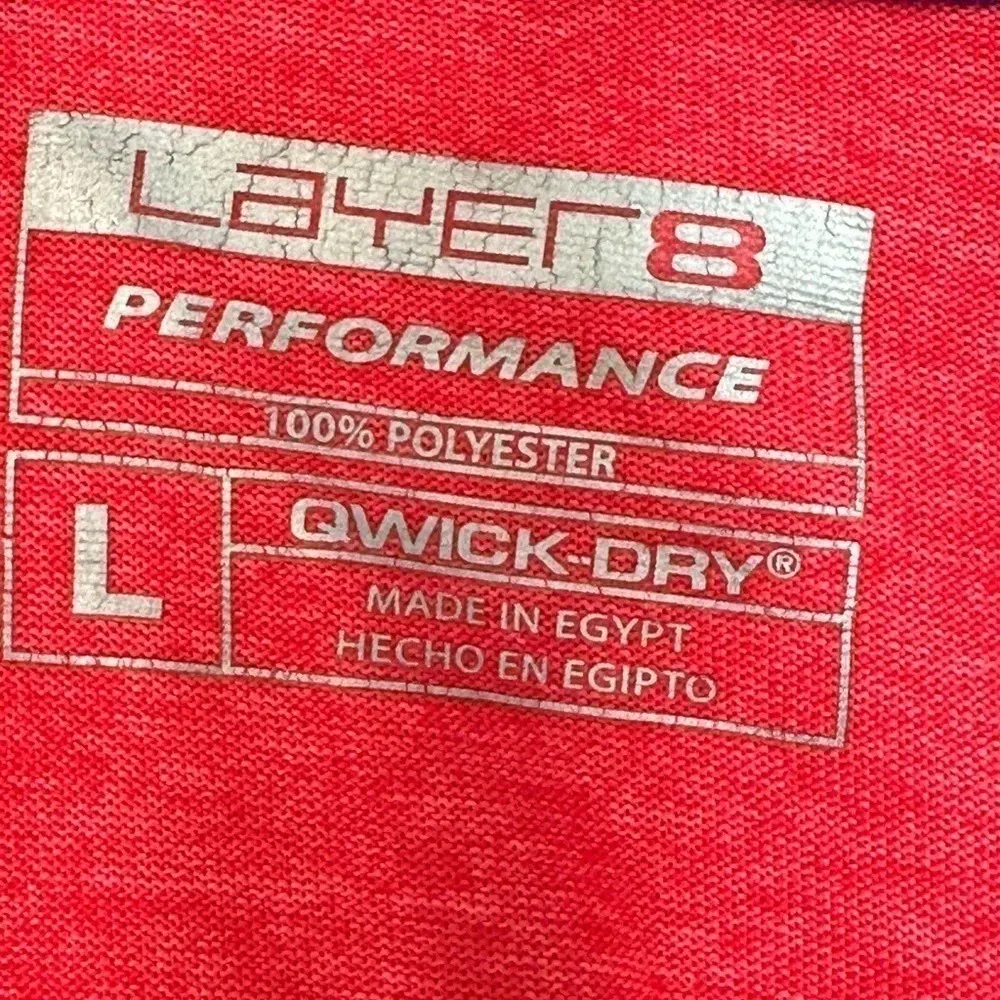 LaYEr8
PERFORMANCE
100% POLYESTER
L
QWICK-DRY®
MADE IN EGYPT
HECHO EN EGIPTO